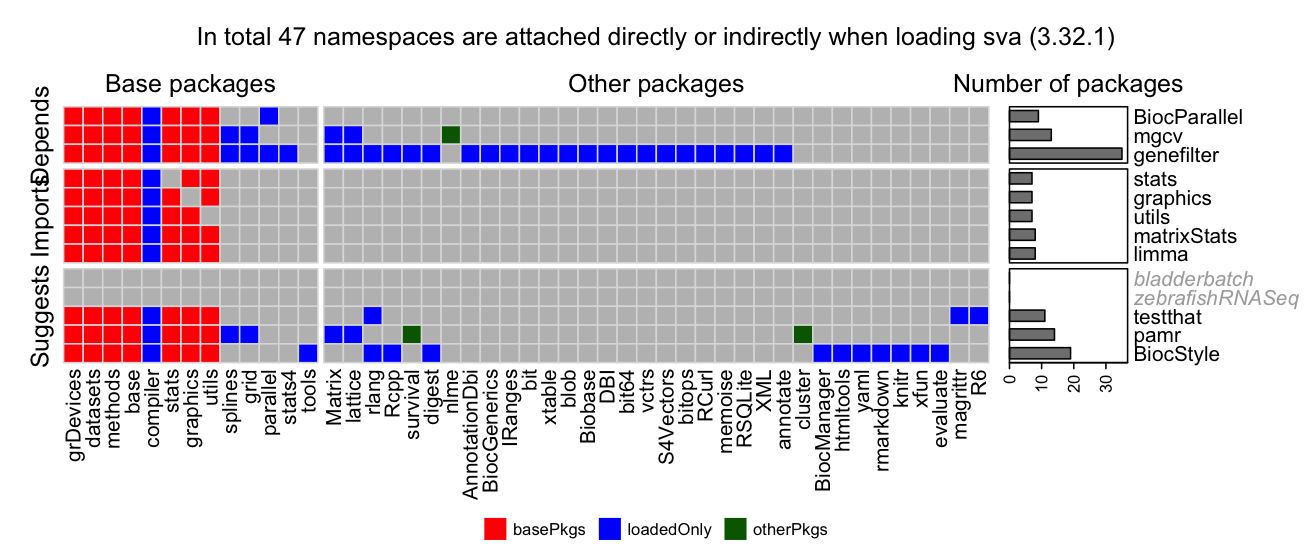 In total 47 namespaces are attached directly or indirectly when loading sva (3.32.1)
Base packages
Other packages
Number of packages
Depends
BiocParallel
mgcv
genefilter
Imports
stats
graphics
utils
matrixStats
limma
Suggests
bladderbatch
zebrafishRNASeq
testthat
pamr
BiocStyle
0
10
20
30
grDevices
datasets
methods
base
compiler
stats
graphics
utils
splines
grid
parallel
stats4
tools
Matrix
lattice
rlang
Rcpp
survival
digest
nlme
AnnotationDbi
BiocGenerics
IRanges
bit
xtable
blob
Biobase
DBI
bit64
vctrs
S4Vectors
bitops
RCurl
memoise
RSQLite
XML
annotate
cluster
BiocManager
htmltools
yaml
rmarkdown
knitr
xfun
evaluate
magrittr
R6
basePkgs
loadedOnly
otherPkgs